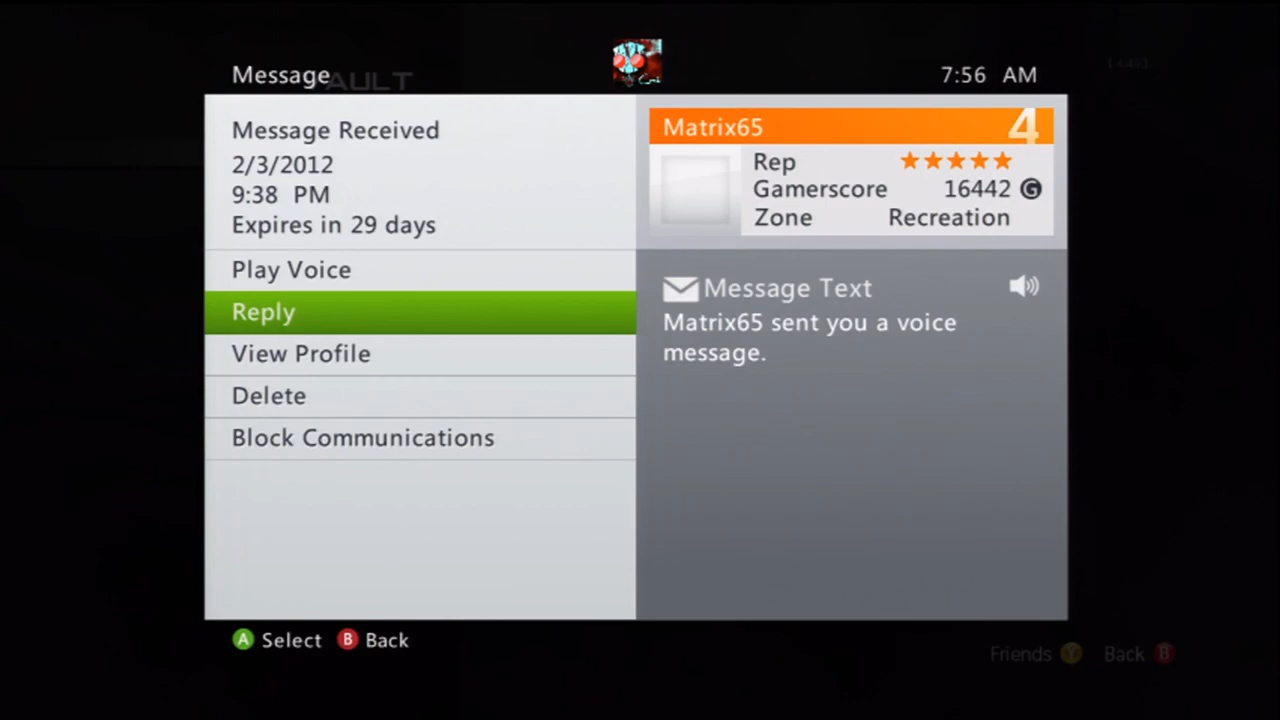 Message
AULT
7:56 AM
Message Received
2/3/2012
9:38 PM
Expires in 29 days
Play Voice
Reply
View Profile
Delete
Block Communications
Matrix65 4
Rep
Gamerscore 16442 G
Zone Recreation
Message Text
Matrix65 sent you a voice
message.
A Select B Back
Friends Y Back B